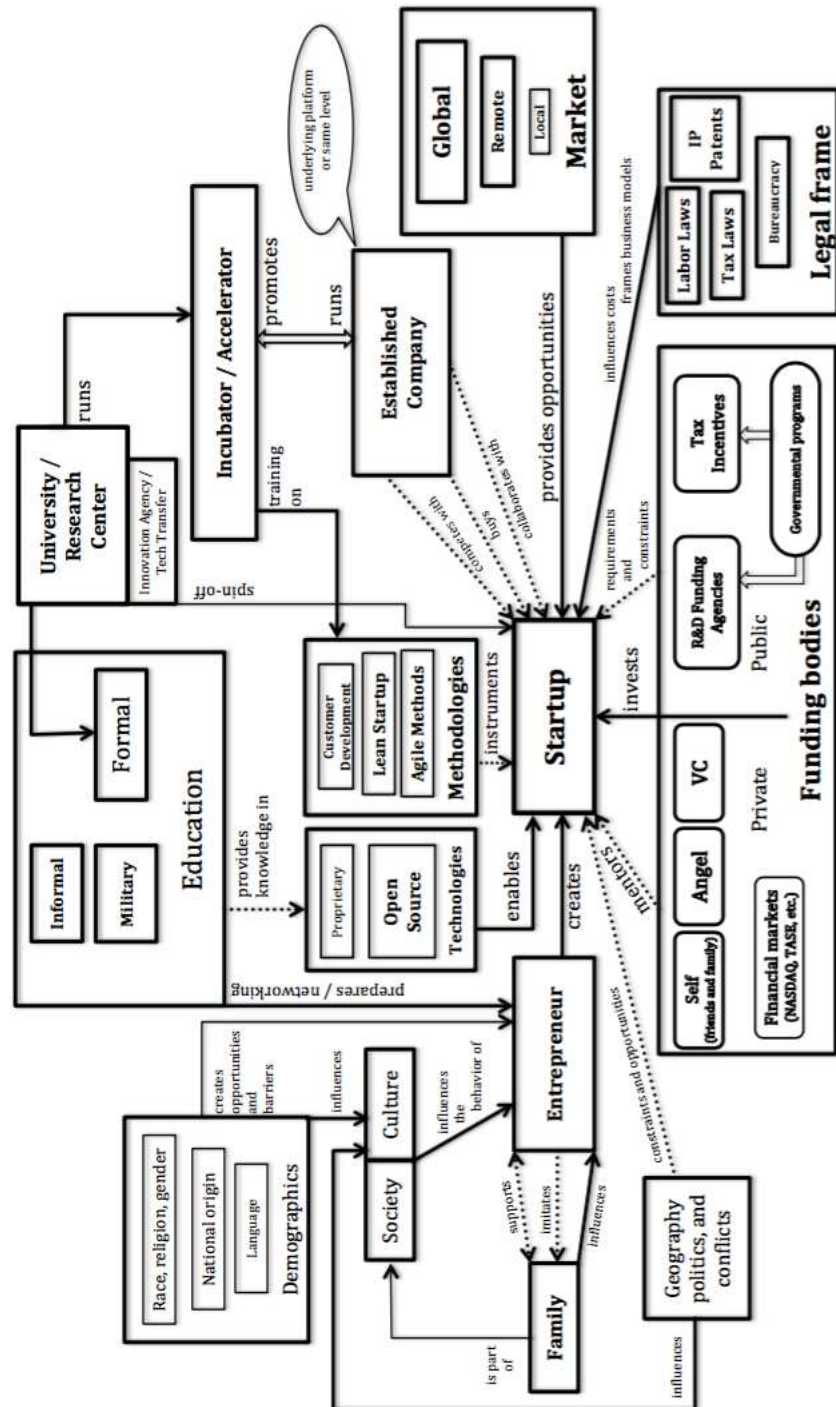 Race, religion, gender
National origin
Language
Demographics
creates
opportunities
and
barriers
influences
Society
Culture
influences
the behavior of
is part
of
Family
supports
imitates
influences
Entrepreneur
creates
Geography
politics, and
conflicts
influences
constraints and opportunities
Informal
Military
Formal
Education
prepares / networking
provides
knowledge in
Proprietary
Open
Source
Technologies
enables
Customer
Development
Lean Startup
Agile Methods
Methodologies
instruments
University /
Research
Center
Innovation Agency /
Tech Transfer
runs
spin-off
Incubator / Accelerator
training
on
promotes
runs
Established
Company
underlying platform
or same level
competes with
buys
collaborates with
Startup
Global
Remote
Local
Market
provides opportunities
influences costs
frames business models
Labor Laws
IP
Patents
Tax Laws
Bureaucracy
Legal frame
requirements
and
constraints
invests
mentors
Self
(friends and family)
Angel
VC
Financial markets
(NASDAQ, TASE, etc.)
Private
R&D Funding
Agencies
Tax
Incentives
Governmental programs
Public
Funding bodies